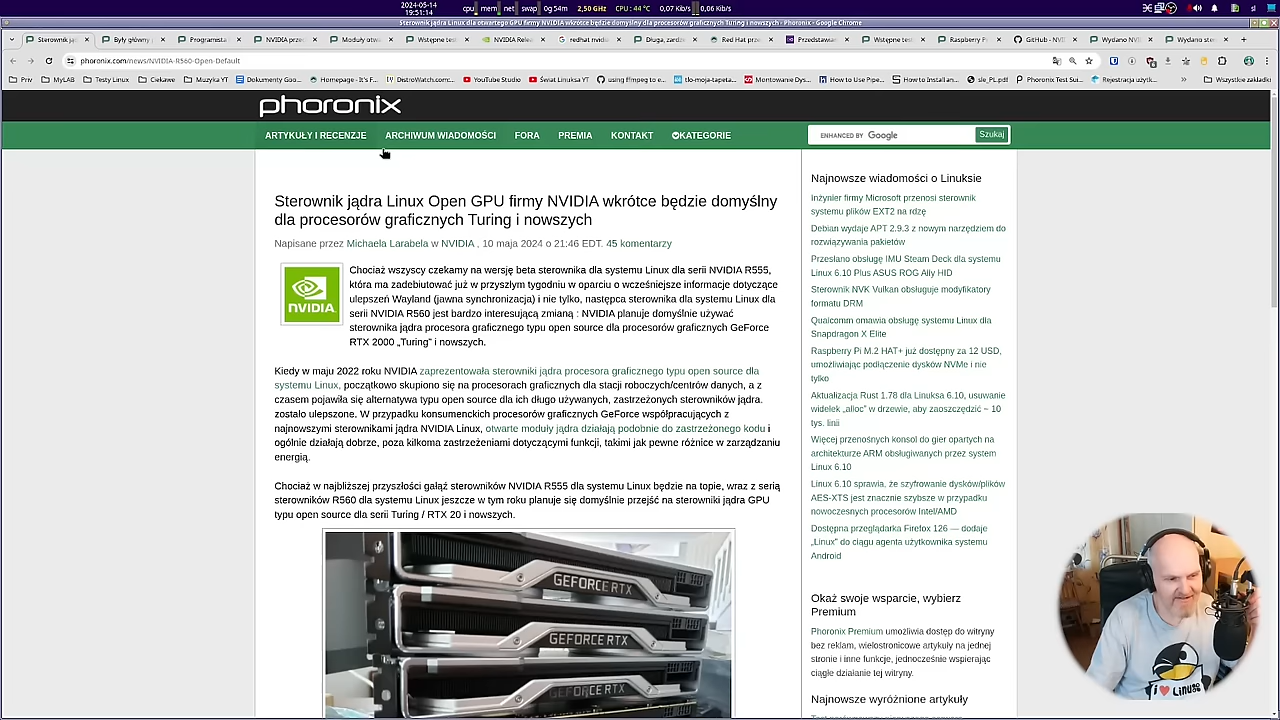 2024-05-14
19:51:14
cpu mem net swap 0g 54m 2,50 GHz CPU : 44 °C 0,07 Kib/s 0,06 Kib/s
Sterownik jądra Linux dla otwartego GPU firmy NVIDIA wkrótce będzie domyślny dla procesorów graficznych Turing i nowszych - Phoronix - Google Chrome
Sterownik ją Były główny Programista NVIDIA prze Moduły otw Wstępne te NVIDIA Rele redhat nvidi Długa, zardz Red Hat prz Przedstawia Wstępne te Raspberry P GitHub - NVI Wydano NVI Wydano ste
phoronix.com/news/NVIDIA-R560-Open-Default
Priv MyLAB Testy Linux Ciekawe Muzyka YT Dokumenty Goo... Homepage - It's F... DistroWatch.com:... YouTube Studio Świat Linuksa YT using ffmpeg to e... tło-moja-tapeta... Montowanie Dys... How to Use Pipe... How to Install an... sle_PL.pdf Phoronix Test Sui... Rejestracja użytk... » Wszystkie zakładki
phoronix
ARTYKUŁY I RECENZJE ARCHIWUM WIADOMOŚCI FORA PREMIA KONTAKT KATEGORIE
ENHANCED BY Google Szukaj
Sterownik jądra Linux Open GPU firmy NVIDIA wkrótce będzie domyślny
dla procesorów graficznych Turing i nowszych
Napisane przez Michaela Larabela w NVIDIA , 10 maja 2024 o 21:46 EDT. 45 komentarzy
NVIDIA.
Chociaż wszyscy czekamy na wersję beta sterownika dla systemu Linux dla serii NVIDIA R555,
która ma zadebiutować już w przyszłym tygodniu w oparciu o wcześniejsze informacje dotyczące
ulepszeń Wayland (jawna synchronizacja) i nie tylko, następca sterownika dla systemu Linux dla
serii NVIDIA R560 jest bardzo interesującą zmianą : NVIDIA planuje domyślnie używać
sterownika jądra procesora graficznego typu open source dla procesorów graficznych GeForce
RTX 2000 „Turing” i nowszych.
Kiedy w maju 2022 roku NVIDIA zaprezentowała sterowniki jądra procesora graficznego typu open source dla
systemu Linux, początkowo skupiono się na procesorach graficznych dla stacji roboczych/centrów danych, a z
czasem pojawiła się alternatywa typu open source dla ich długo używanych, zastrzeżonych sterowników jądra.
zostało ulepszone. W przypadku konsumenckich procesorów graficznych GeForce współpracujących z
najnowszymi sterownikami jądra NVIDIA Linux, otwarte moduły jądra działają podobnie do zastrzeżonego kodu i
ogólnie działają dobrze, poza kilkoma zastrzeżeniami dotyczącymi funkcji, takimi jak pewne różnice w zarządzaniu
energią.
Chociaż w najbliższej przyszłości gałąź sterowników NVIDIA R555 dla systemu Linux będzie na topie, wraz z serią
sterowników R560 dla systemu Linux jeszcze w tym roku planuje się domyślnie przejść na sterowniki jądra GPU
typu open source dla serii Turing / RTX 20 i nowszych.
GEFORCE RTX
GEFORCE RTX
GEFORCE RTX
Najnowsze wiadomości o Linuksie
Inżynier firmy Microsoft przenosi sterownik
systemu plików EXT2 na rdzę
Debian wydaje APT 2.9.3 z nowym narzędziem do
rozwiązywania pakietów
Przesłano obsługę IMU Steam Deck dla systemu
Linux 6.10 Plus ASUS ROG Ally HID
Sterownik NVK Vulkan obsługuje modyfikatory
formatu DRM
Qualcomm omawia obsługę systemu Linux dla
Snapdragon X Elite
Raspberry Pi M.2 HAT+ już dostępny za 12 USD,
umożliwiając podłączenie dysków NVMe i nie
tylko
Aktualizacja Rust 1.78 dla Linuksa 6.10, usuwanie
widełek „alloc” w drzewie, aby zaoszczędzić ~ 10
tys. linii
Więcej przenośnych konsol do gier opartych na
architekturze ARM obsługiwanych przez system
Linux 6.10
Linux 6.10 sprawia, że szyfrowanie dysków/plików
AES-XTS jest znacznie szybsze w przypadku
nowoczesnych procesorów Intel/AMD
Dostępna przeglądarka Firefox 126 — dodaje
„Linux” do ciągu agenta użytkownika systemu
Android
Okaż swoje wsparcie, wybierz
Premium
Phoronix Premium umożliwia dostęp do witryny
bez reklam, wielostronicowe artykuły na jednej
stronie i inne funkcje, jednocześnie wspierając
ciągłe działanie tej witryny.
Najnowsze wyróżnione artykuły
I ♥ Linux